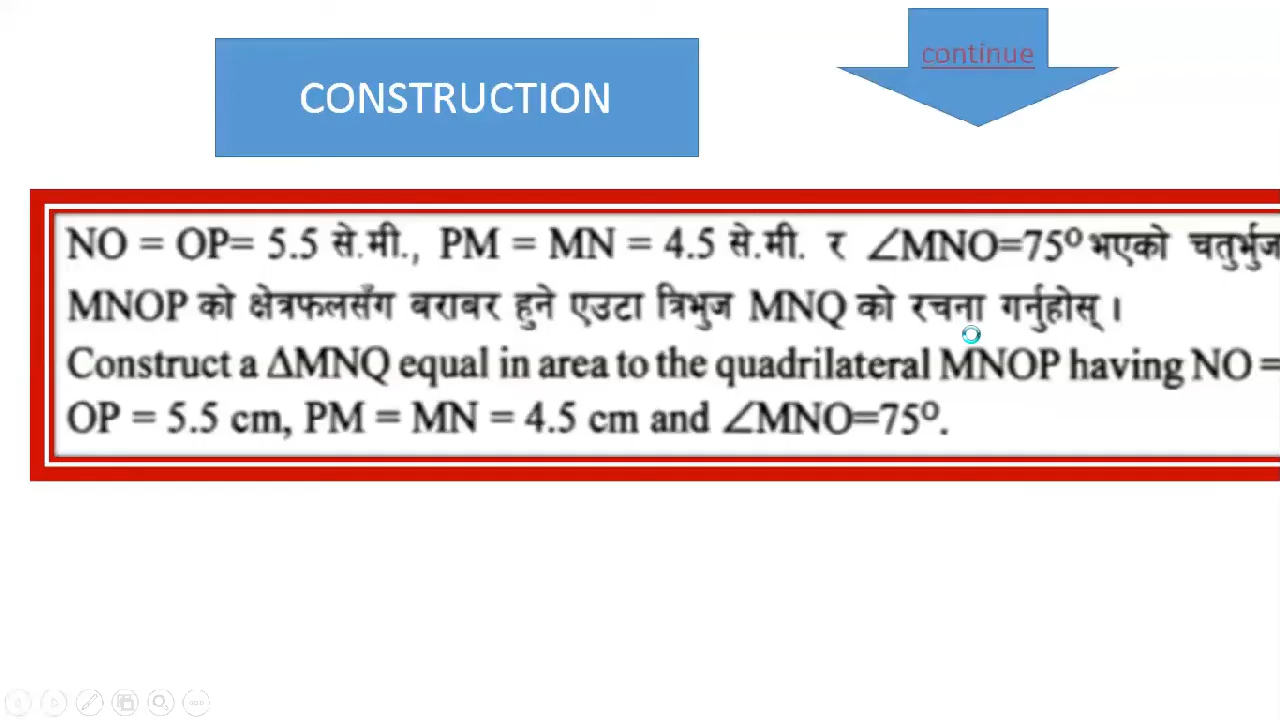 continue
CONSTRUCTION
NO = OP= 5.5 से.मी., PM = MN = 4.5 से.मी. र ∠MNO=75⁰ भएको चतुर्भुज
MNOP को क्षेत्रफलसँग बराबर हुने एउटा त्रिभुज MNQ को रचना गर्नुहोस् ।
Construct a ΔMNQ equal in area to the quadrilateral MNOP having NO =
OP = 5.5 cm, PM = MN = 4.5 cm and ∠MNO=75⁰.